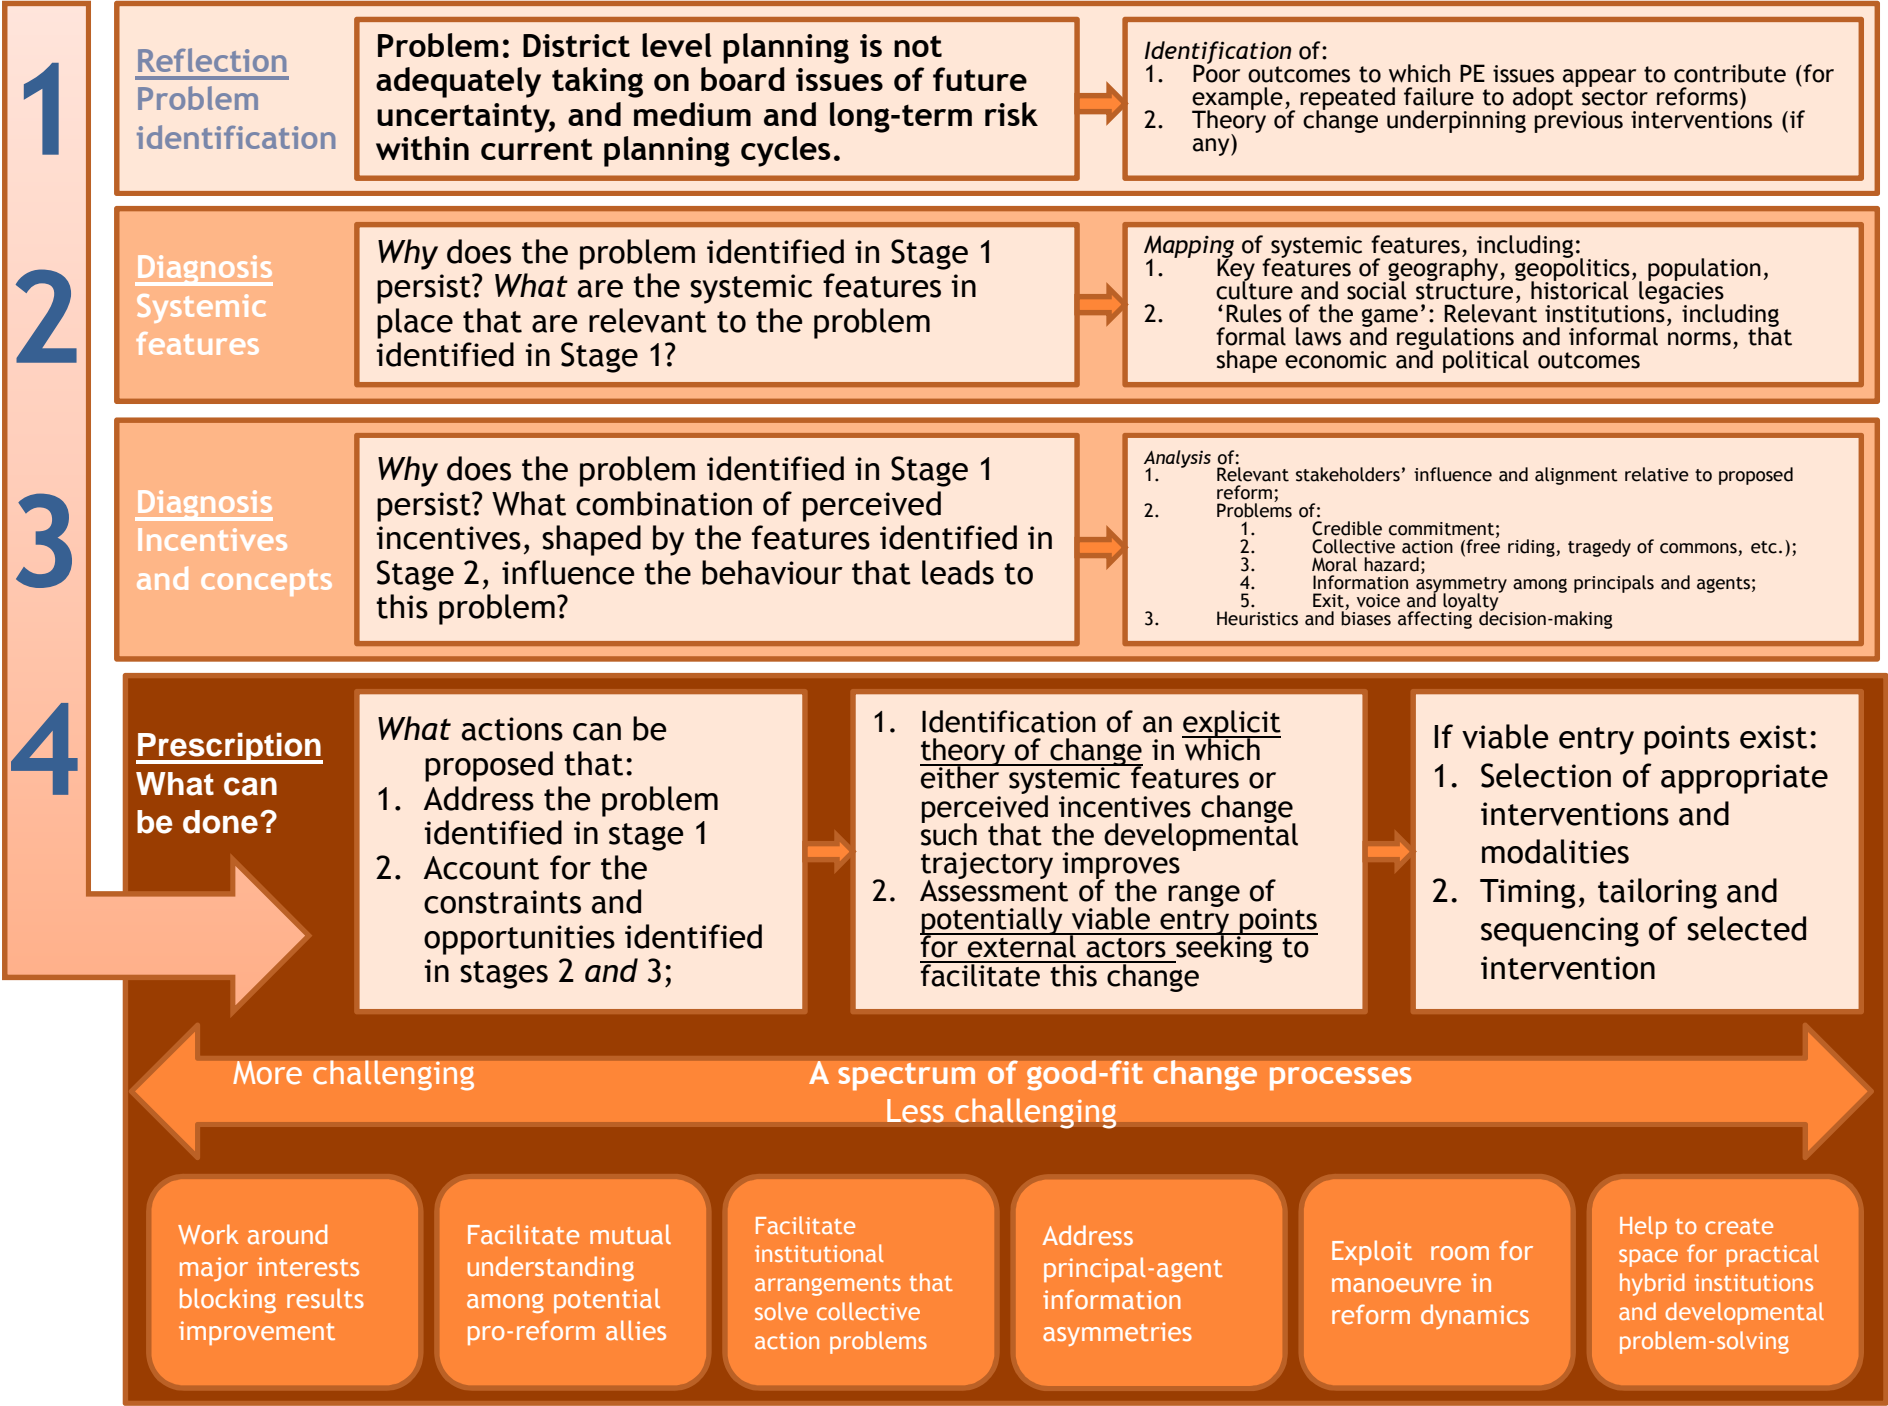 1
Reflection
Problem
identification
Problem: District level planning is not
adequately taking on board issues of future
uncertainty, and medium and long-term risk
within current planning cycles.
Identification of:
1. Poor outcomes to which PE issues appear to contribute (for
example, repeated failure to adopt sector reforms)
2. Theory of change underpinning previous interventions (if
any)
2
Diagnosis
Systemic
features
Why does the problem identified in Stage 1
persist? What are the systemic features in
place that are relevant to the problem
identified in Stage 1?
Mapping of systemic features, including:
1. Key features of geography, geopolitics, population,
culture and social structure, historical legacies
2. ‘Rules of the game’: Relevant institutions, including
formal laws and regulations and informal norms, that
shape economic and political outcomes
3
Diagnosis
Incentives
and concepts
Why does the problem identified in Stage 1
persist? What combination of perceived
incentives, shaped by the features identified in
Stage 2, influence the behaviour that leads to
this problem?
Analysis of:
1. Relevant stakeholders’ influence and alignment relative to proposed
reform;
2. Problems of:
1. Credible commitment;
2. Collective action (free riding, tragedy of commons, etc.);
3. Moral hazard;
4. Information asymmetry among principals and agents;
5. Exit, voice and loyalty
3. Heuristics and biases affecting decision-making
4
Prescription
What can
be done?
What actions can be
proposed that:
1. Address the problem
identified in stage 1
2. Account for the
constraints and
opportunities identified
in stages 2 and 3;
1. Identification of an explicit
theory of change in which
either systemic features or
perceived incentives change
such that the developmental
trajectory improves
2. Assessment of the range of
potentially viable entry points
for external actors seeking to
facilitate this change
If viable entry points exist:
1. Selection of appropriate
interventions and
modalities
2. Timing, tailoring and
sequencing of selected
intervention
More challenging A spectrum of good-fit change processes
Less challenging
Work around
major interests
blocking results
improvement
Facilitate mutual
understanding
among potential
pro-reform allies
Facilitate
institutional
arrangements that
solve collective
action problems
Address
principal-agent
information
asymmetries
Exploit room for
manoeuvre in
reform dynamics
Help to create
space for practical
hybrid institutions
and developmental
problem-solving